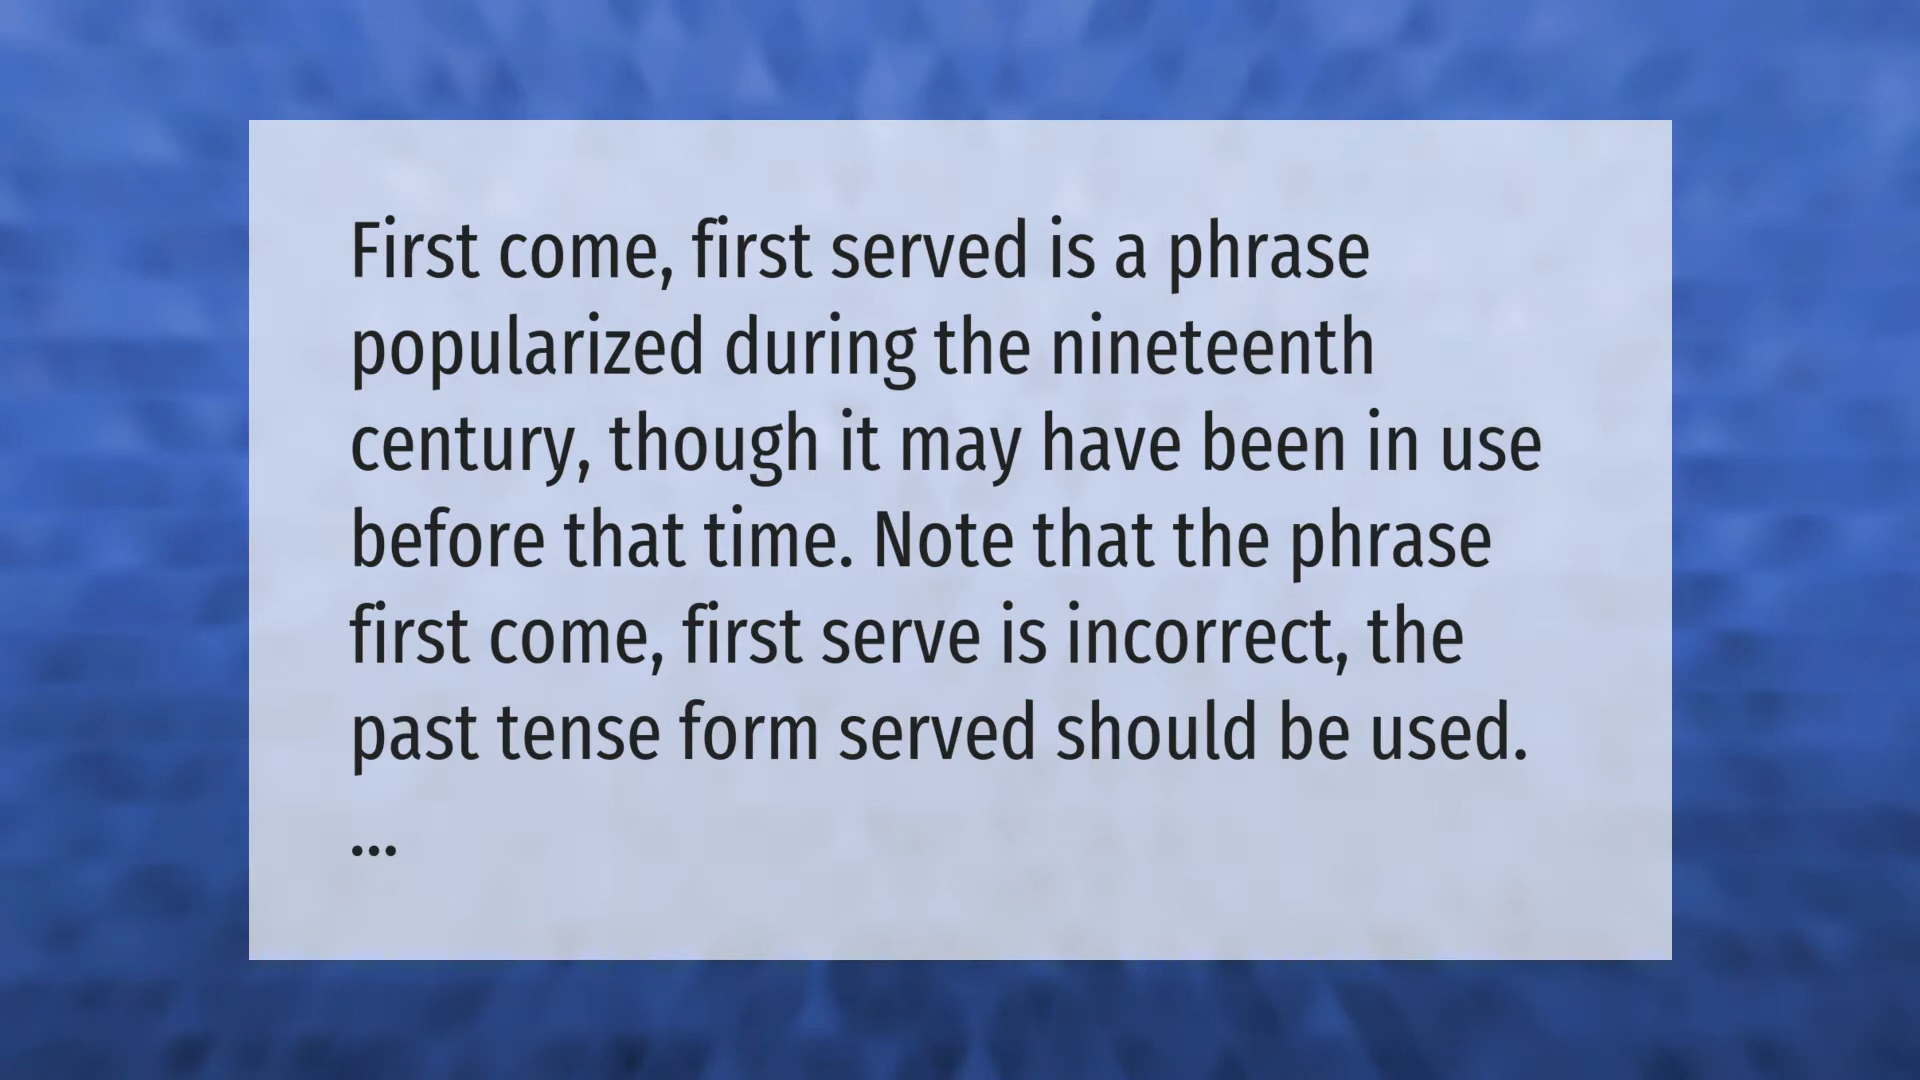 First come, first served is a phrase
popularized during the nineteenth
century, though it may have been in use
before that time. Note that the phrase
first come, first serve is incorrect, the
past tense form served should be used.
...